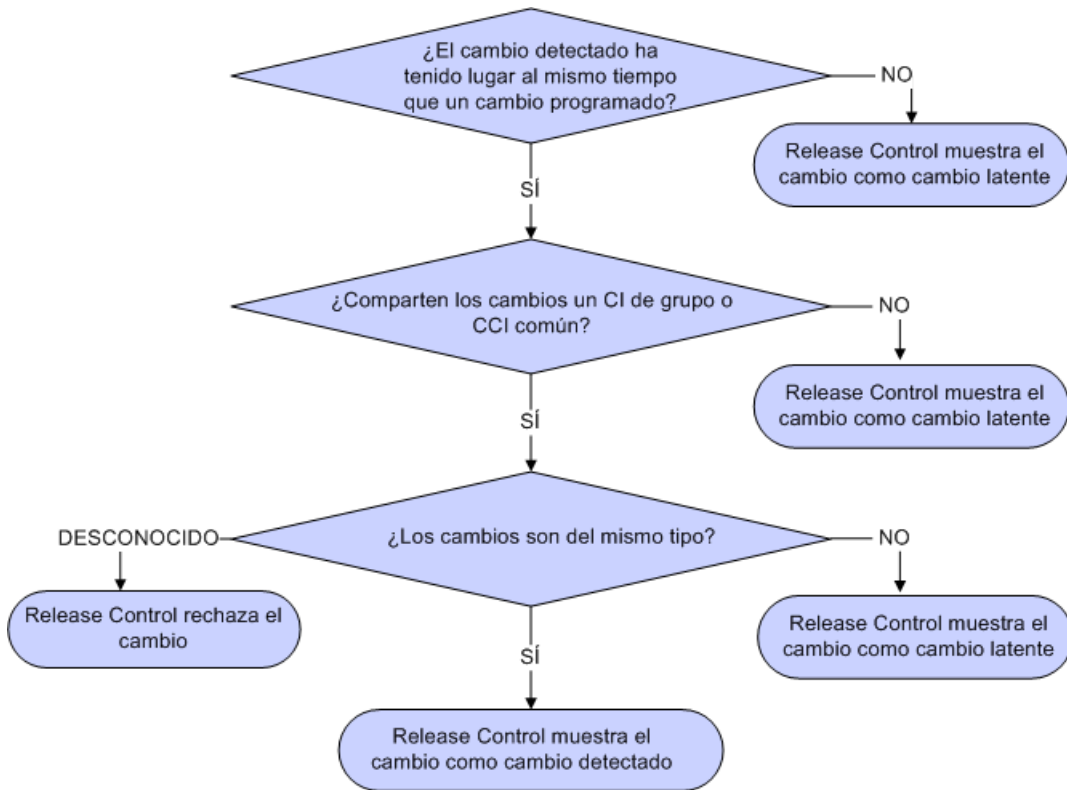 ¿El cambio detectado ha
tenido lugar al mismo tiempo
que un cambio programado?
NO
Release Control muestra el
cambio como cambio latente
SÍ
¿Comparten los cambios un CI de grupo o
CCI común?
NO
Release Control muestra el
cambio como cambio latente
SÍ
¿Los cambios son del mismo tipo?
DESCONOCIDO
NO
Release Control rechaza el
cambio
Release Control muestra el
cambio como cambio latente
SÍ
Release Control muestra el
cambio como cambio detectado